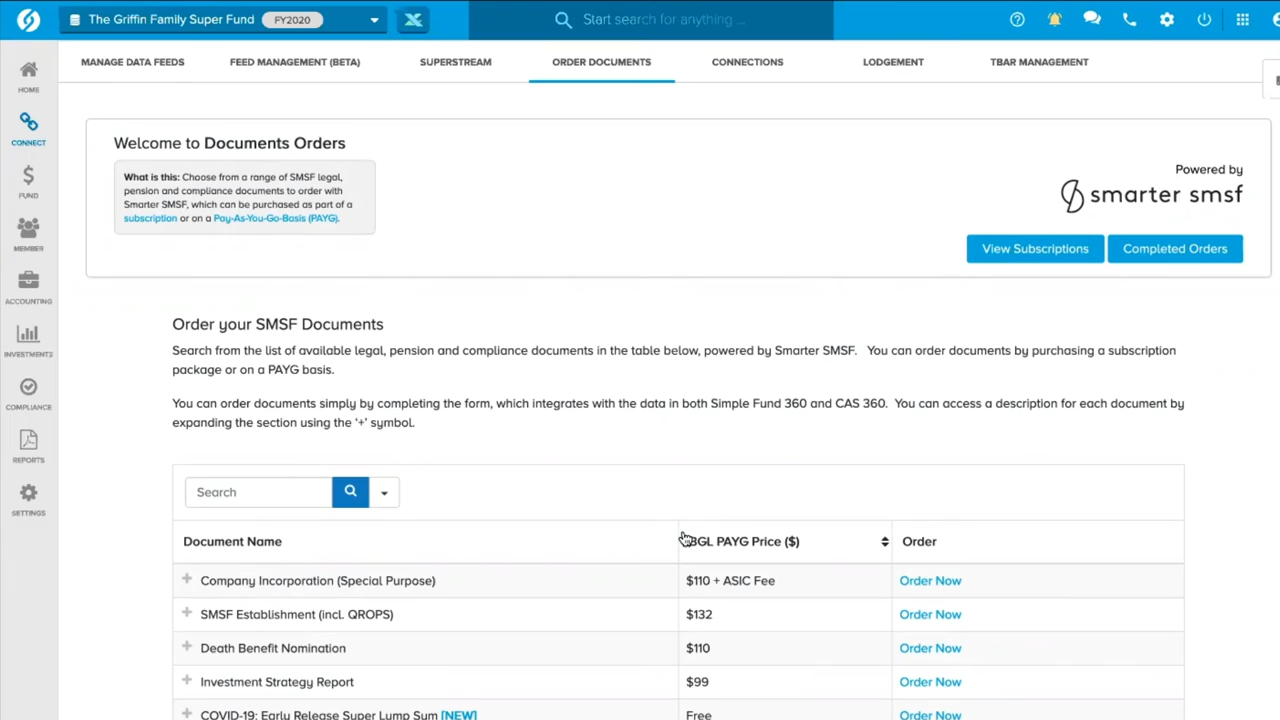 The Griffin Family Super Fund FY2020
Start search for anything ...
HOME
CONNECT
FUND
MEMBER
ACCOUNTING
INVESTMENTS
COMPLIANCE
REPORTS
SETTINGS
MANAGE DATA FEEDS FEED MANAGEMENT (BETA) SUPERSTREAM ORDER DOCUMENTS CONNECTIONS LODGEMENT TBAR MANAGEMENT
Welcome to Documents Orders
What is this: Choose from a range of SMSF legal,
pension and compliance documents to order with
Smarter SMSF, which can be purchased as part of a
subscription or on a Pay-As-You-Go-Basis (PAYG).
Powered by
smarter smsf
View Subscriptions Completed Orders
Order your SMSF Documents
Search from the list of available legal, pension and compliance documents in the table below, powered by Smarter SMSF. You can order documents by purchasing a subscription
package or on a PAYG basis.
You can order documents simply by completing the form, which integrates with the data in both Simple Fund 360 and CAS 360. You can access a description for each document by
expanding the section using the '+' symbol.
Search
Document Name BGL PAYG Price ($) Order
Company Incorporation (Special Purpose) $110 + ASIC Fee Order Now
SMSF Establishment (incl. QROPS) $132 Order Now
Death Benefit Nomination $110 Order Now
Investment Strategy Report $99 Order Now
COVID-19: Early Release Super Lump Sum [NEW] Free Order Now